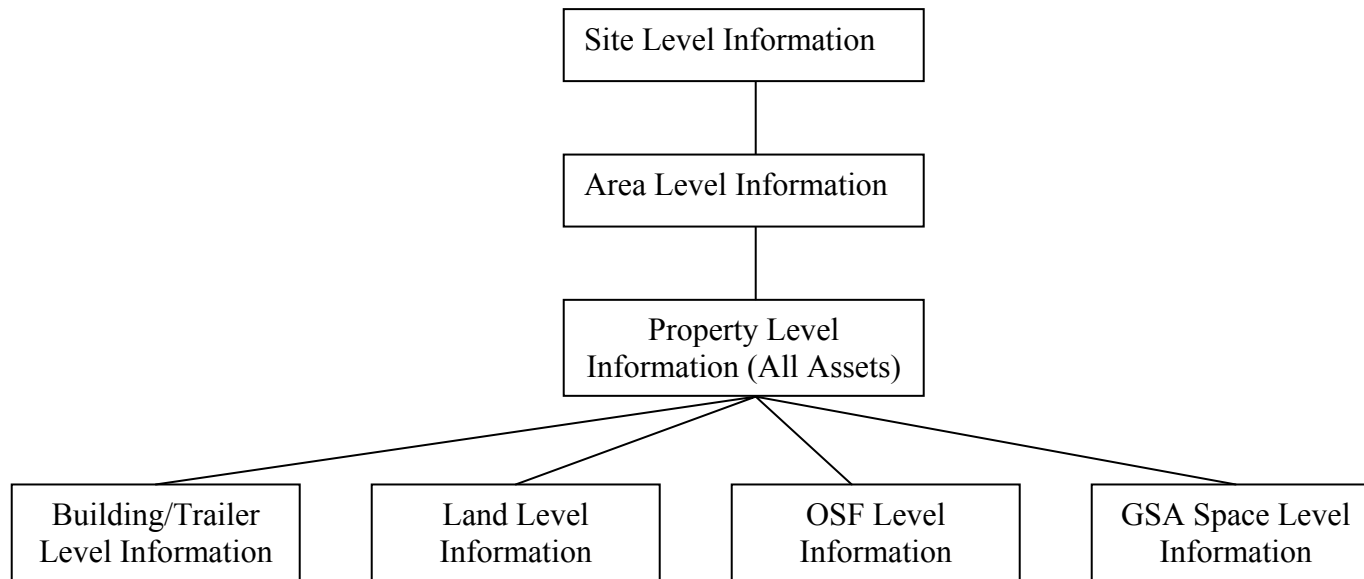 Site Level Information
Area Level Information
Property Level
Information (All Assets)
Building/Trailer
Level Information
Land Level
Information
OSF Level
Information
GSA Space Level
Information